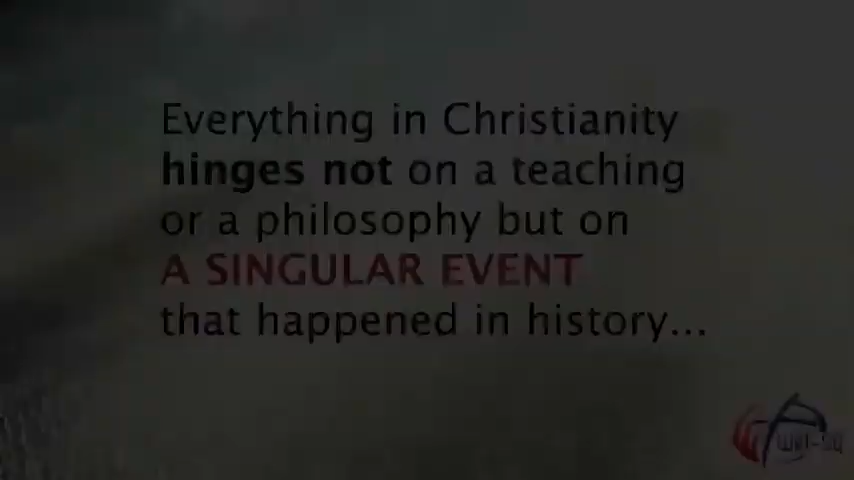 Everything in Christianity
hinges not on a teaching
or a philosophy but on
A SINGULAR EVENT
that happened in history...